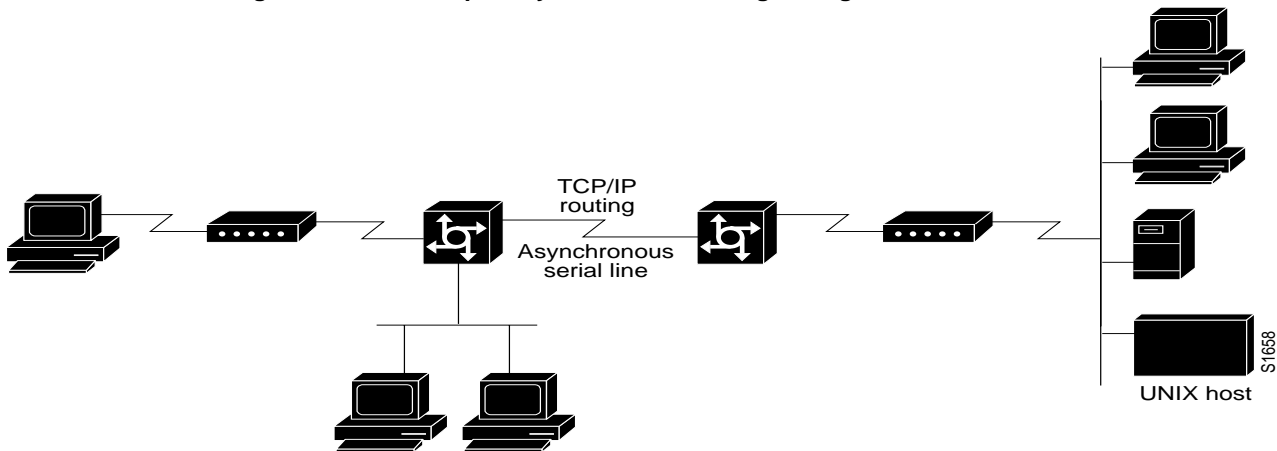 TCP/IP
routing
Asynchronous
serial line
S1658
UNIX host